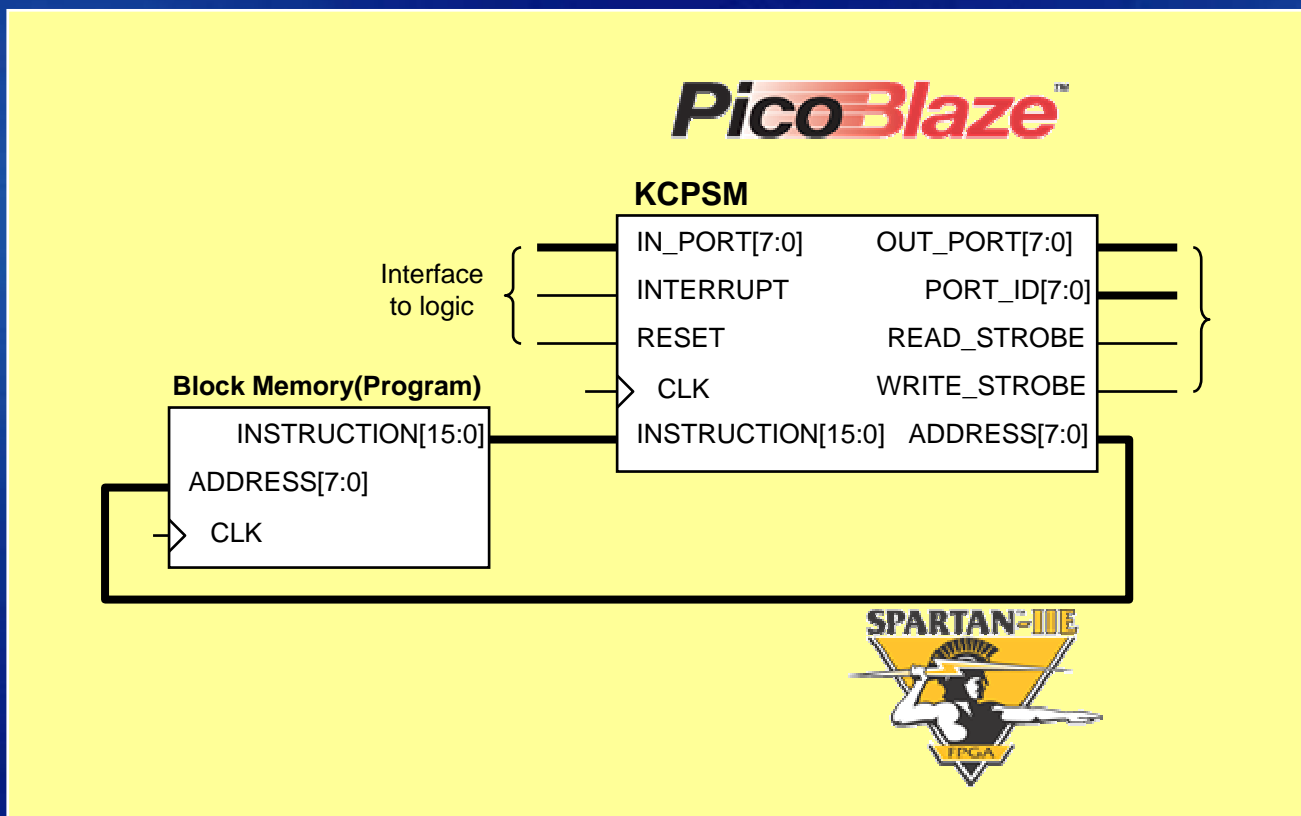 PicoBlaze™
KCPSM
IN_PORT[7:0] OUT_PORT[7:0]
Interface
to logic
INTERRUPT PORT_ID[7:0]
RESET READ_STROBE
Block Memory(Program)
CLK WRITE_STROBE
INSTRUCTION[15:0]
INSTRUCTION[15:0] ADDRESS[7:0]
ADDRESS[7:0]
CLK
SPARTAN™-IIE
FPGA